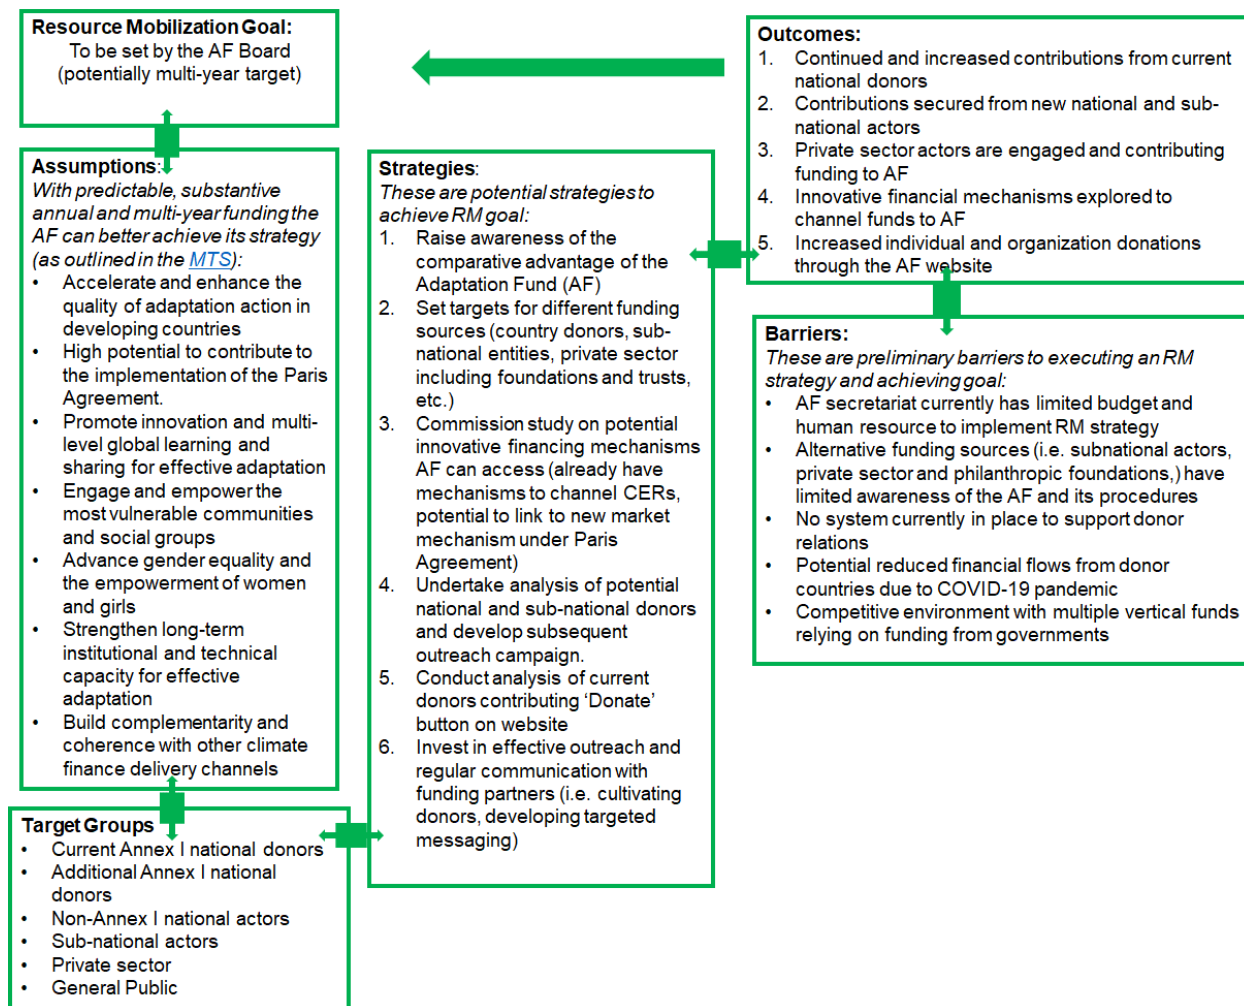 Resource Mobilization Goal:
To be set by the AF Board
(potentially multi-year target)
Assumptions:
With predictable, substantive
annual and multi-year funding the
AF can better achieve its strategy
(as outlined in the MTS):
• Accelerate and enhance the
quality of adaptation action in
developing countries
• High potential to contribute to
the implementation of the Paris
Agreement.
• Promote innovation and multi-
level global learning and
sharing for effective adaptation
• Engage and empower the
most vulnerable communities
and social groups
• Advance gender equality and
the empowerment of women
and girls
• Strengthen long-term
institutional and technical
capacity for effective
adaptation
• Build complementarity and
coherence with other climate
finance delivery channels
Target Groups
• Current Annex I national donors
• Additional Annex I national
donors
• Non-Annex I national actors
• Sub-national actors
• Private sector
• General Public
Strategies:
These are potential strategies to
achieve RM goal:
1. Raise awareness of the
comparative advantage of the
Adaptation Fund (AF)
2. Set targets for different funding
sources (country donors, sub-
national entities, private sector
including foundations and trusts,
etc.)
3. Commission study on potential
innovative financing mechanisms
AF can access (already have
mechanisms to channel CERs,
potential to link to new market
mechanism under Paris
Agreement)
4. Undertake analysis of potential
national and sub-national donors
and develop subsequent
outreach campaign.
5. Conduct analysis of current
donors contributing ‘Donate’
button on website
6. Invest in effective outreach and
regular communication with
funding partners (i.e. cultivating
donors, developing targeted
messaging)
Outcomes:
1. Continued and increased contributions from current
national donors
2. Contributions secured from new national and sub-
national actors
3. Private sector actors are engaged and contributing
funding to AF
4. Innovative financial mechanisms explored to
channel funds to AF
5. Increased individual and organization donations
through the AF website
Barriers:
These are preliminary barriers to executing an RM
strategy and achieving goal:
• AF secretariat currently has limited budget and
human resource to implement RM strategy
• Alternative funding sources (i.e. subnational actors,
private sector and philanthropic foundations,) have
limited awareness of the AF and its procedures
• No system currently in place to support donor
relations
• Potential reduced financial flows from donor
countries due to COVID-19 pandemic
• Competitive environment with multiple vertical funds
relying on funding from governments